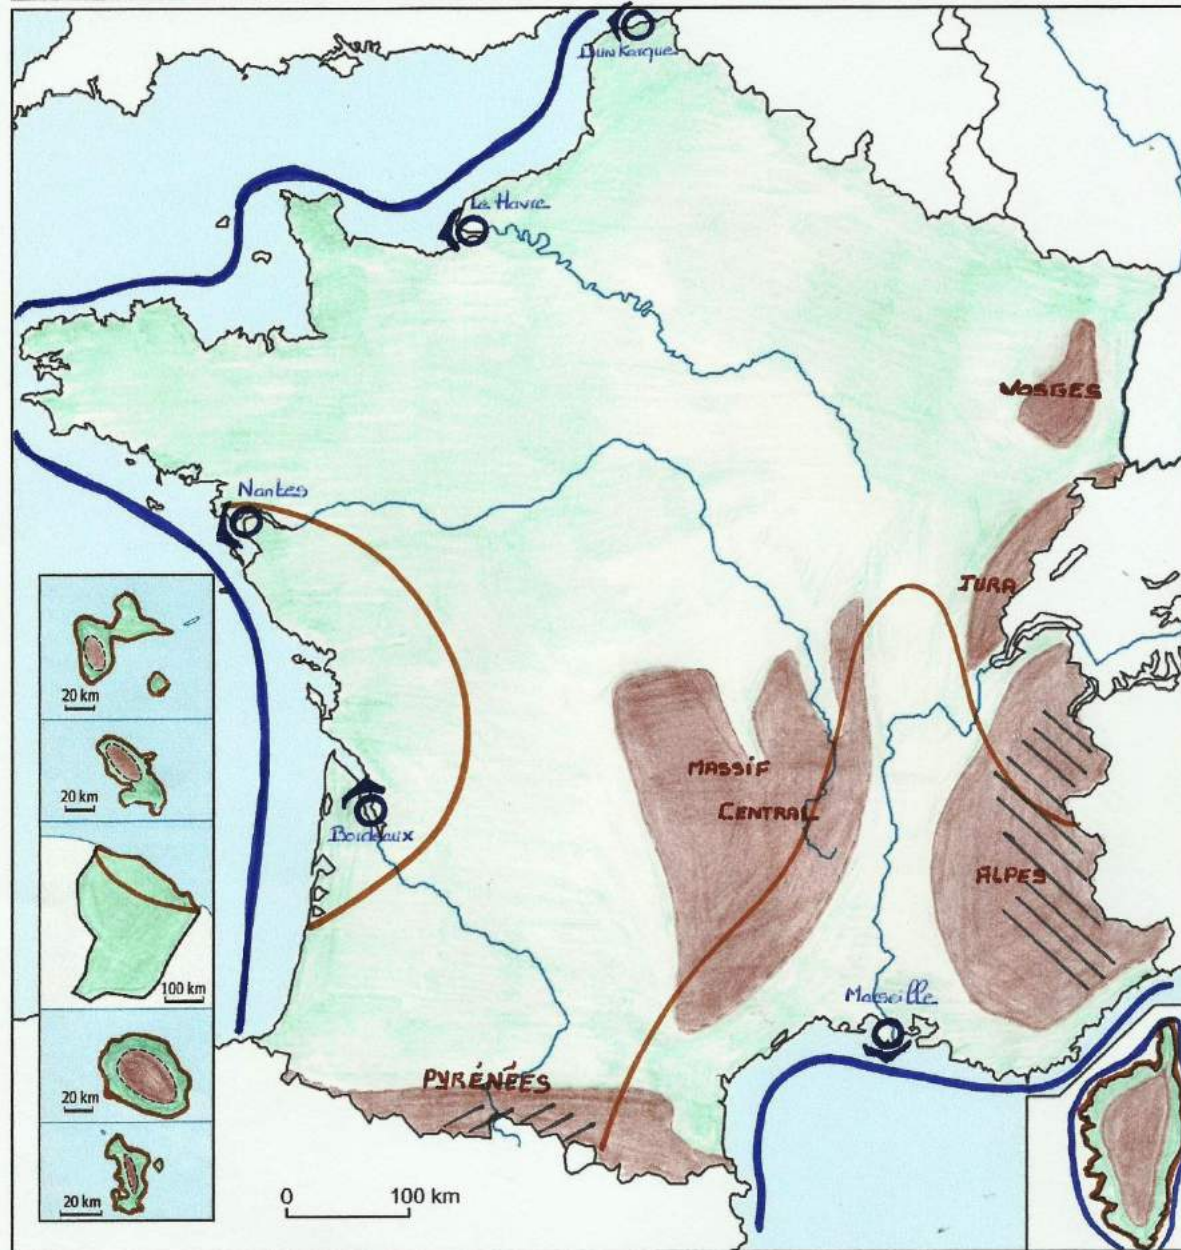 Dunkerque
Le Havre
VOSGES
Nantes
JURA
20 km
20 km
MASSIF
CENTRAL
Bordeaux
ALPES
100 km
Marseille
20 km
PYRÉNÉES
20 km
0 100 km